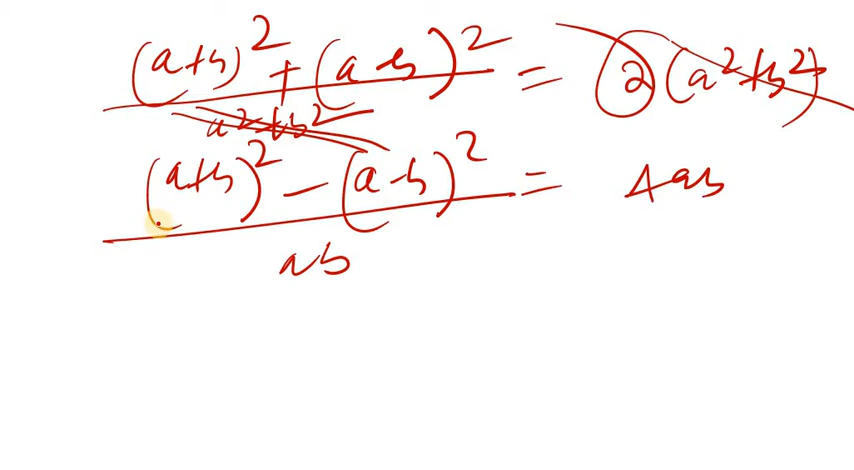 (a+b)² + (a-b)² = 2(a²+b²)
a²+b²
(a+b)² - (a-b)² = 4ab
ab